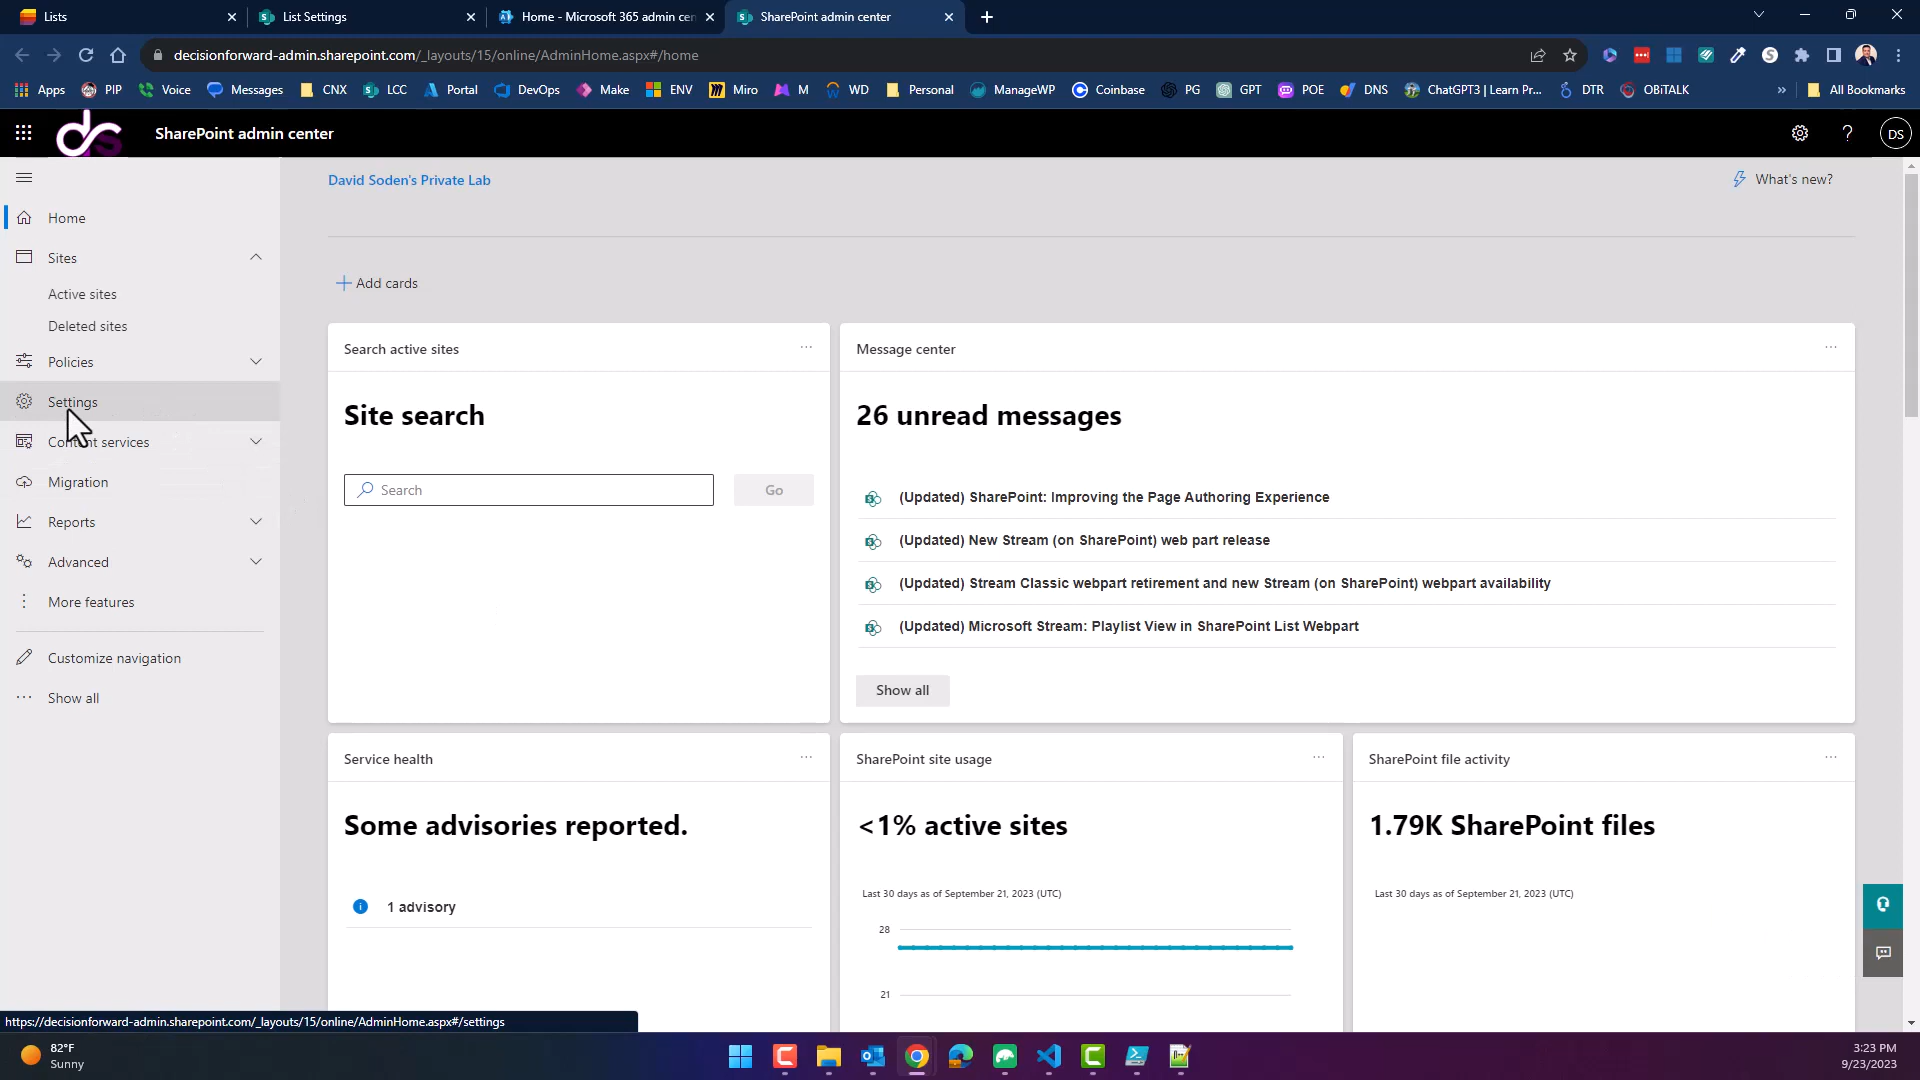 Lists
List Settings
Home - Microsoft 365 admin cen
SharePoint admin center
decisionforward-admin.sharepoint.com/_layouts/15/online/AdminHome.aspx#/home
Apps
PIP
Voice
Messages
CNX
LCC
Portal
DevOps
Make
ENV
Miro
M
WD
Personal
ManageWP
Coinbase
PG
GPT
POE
DNS
ChatGPT3 | Learn Pr...
DTR
OBiTALK
»
All Bookmarks
SharePoint admin center
?
DS
David Soden's Private Lab
What's new?
Home
Sites
Active sites
Deleted sites
Policies
Settings
Content services
Migration
Reports
Advanced
More features
Customize navigation
Show all
Add cards
Search active sites
Site search
Search
Go
Message center
26 unread messages
(Updated) SharePoint: Improving the Page Authoring Experience
(Updated) New Stream (on SharePoint) web part release
(Updated) Stream Classic webpart retirement and new Stream (on SharePoint) webpart availability
(Updated) Microsoft Stream: Playlist View in SharePoint List Webpart
Show all
Service health
Some advisories reported.
1 advisory
SharePoint site usage
<1% active sites
Last 30 days as of September 21, 2023 (UTC)
28
21
SharePoint file activity
1.79K SharePoint files
Last 30 days as of September 21, 2023 (UTC)
https://decisionforward-admin.sharepoint.com/_layouts/15/online/AdminHome.aspx#/settings
82°F
Sunny
3:23 PM
9/23/2023